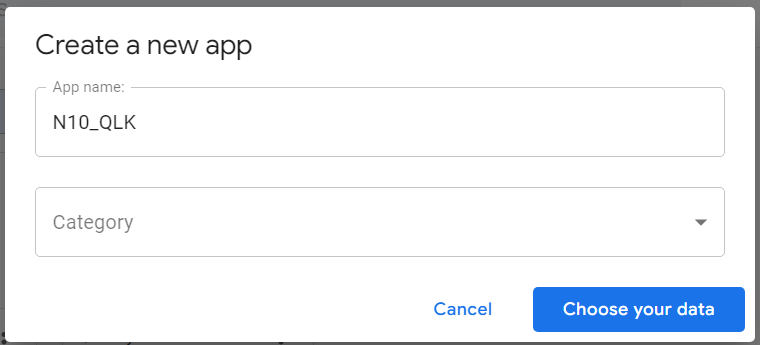 Create a new app
App name:
N10_QLK
Category
Cancel
Choose your data